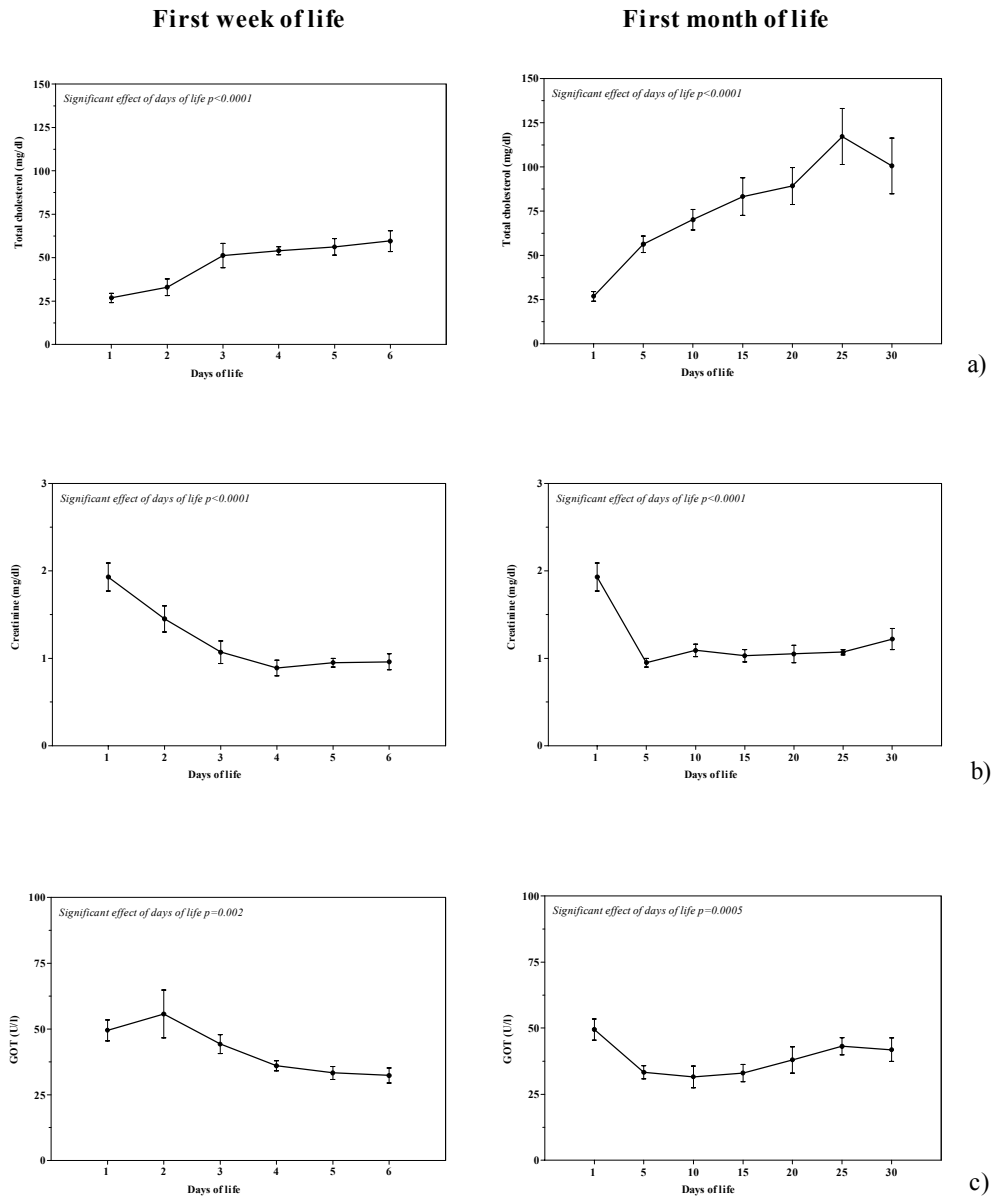 First week of life
First month of life
Significant effect of days of life p<0.0001
Total cholesterol (mg/dl)
150
125
100
75
50
25
0
1 2 3 4 5 6
Days of life
Significant effect of days of life p<0.0001
Total cholesterol (mg/dl)
150
125
100
75
50
25
0
1 5 10 15 20 25 30
Days of life
a)
Significant effect of days of life p<0.0001
Creatinine (mg/dl)
3
2
1
0
1 2 3 4 5 6
Days of life
Significant effect of days of life p<0.0001
Creatinine (mg/dl)
3
2
1
0
1 5 10 15 20 25 30
Days of life
b)
Significant effect of days of life p=0.002
GOT (U/l)
100
75
50
25
0
1 2 3 4 5 6
Days of life
Significant effect of days of life p=0.0005
GOT (U/l)
100
75
50
25
0
1 5 10 15 20 25 30
Days of life
c)